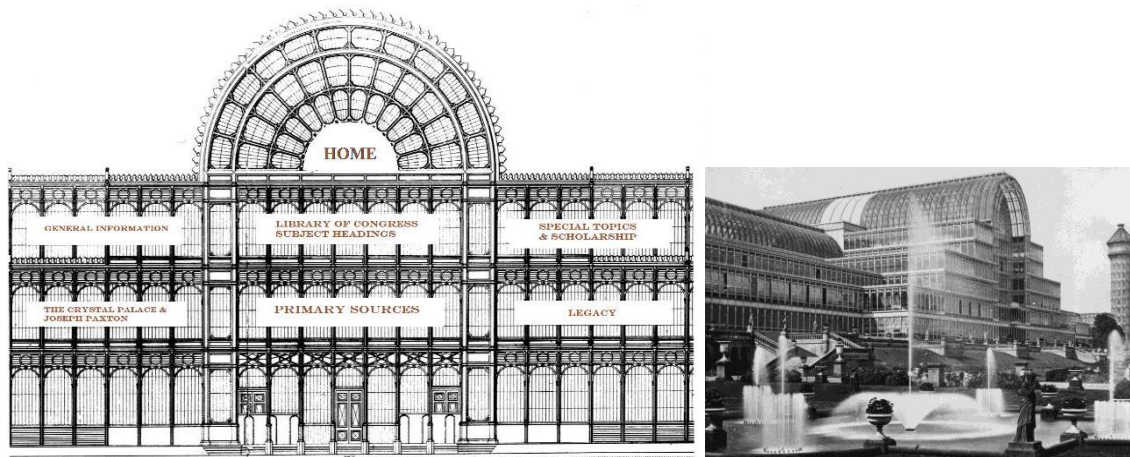 HOME
GENERAL INFORMATION
LIBRARY OF CONGRESS
SUBJECT HEADINGS
SPECIAL TOPICS
& SCHOLARSHIP
THE CRYSTAL PALACE &
JOSEPH PAXTON
PRIMARY SOURCES
LEGACY